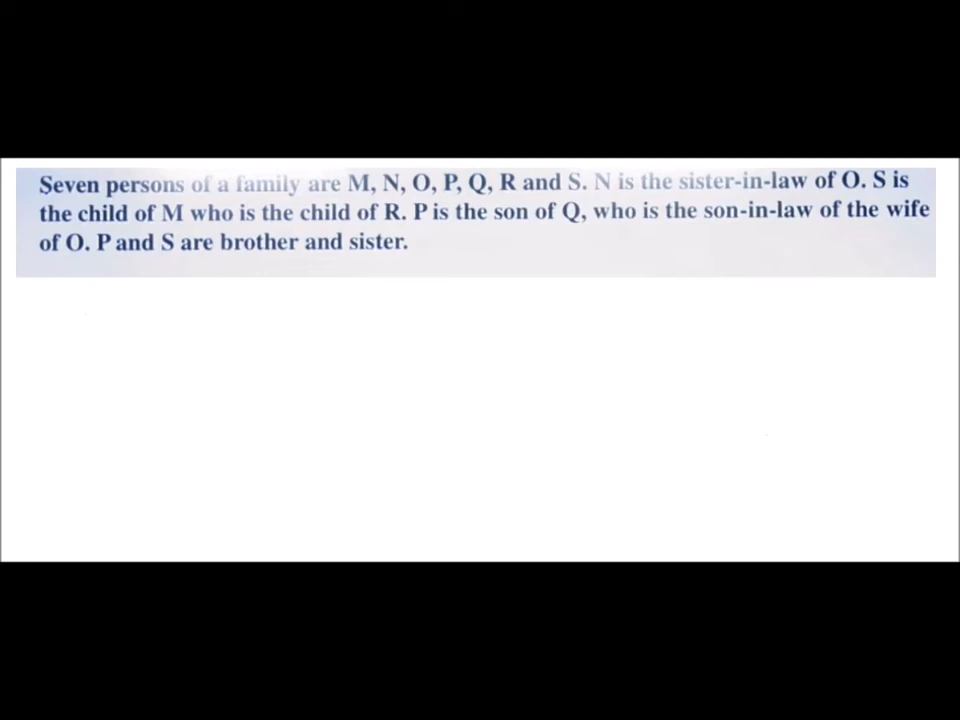 Seven persons of a family are M, N, O, P, Q, R and S. N is the sister-in-law of O. S is
the child of M who is the child of R. P is the son of Q, who is the son-in-law of the wife
of O. P and S are brother and sister.